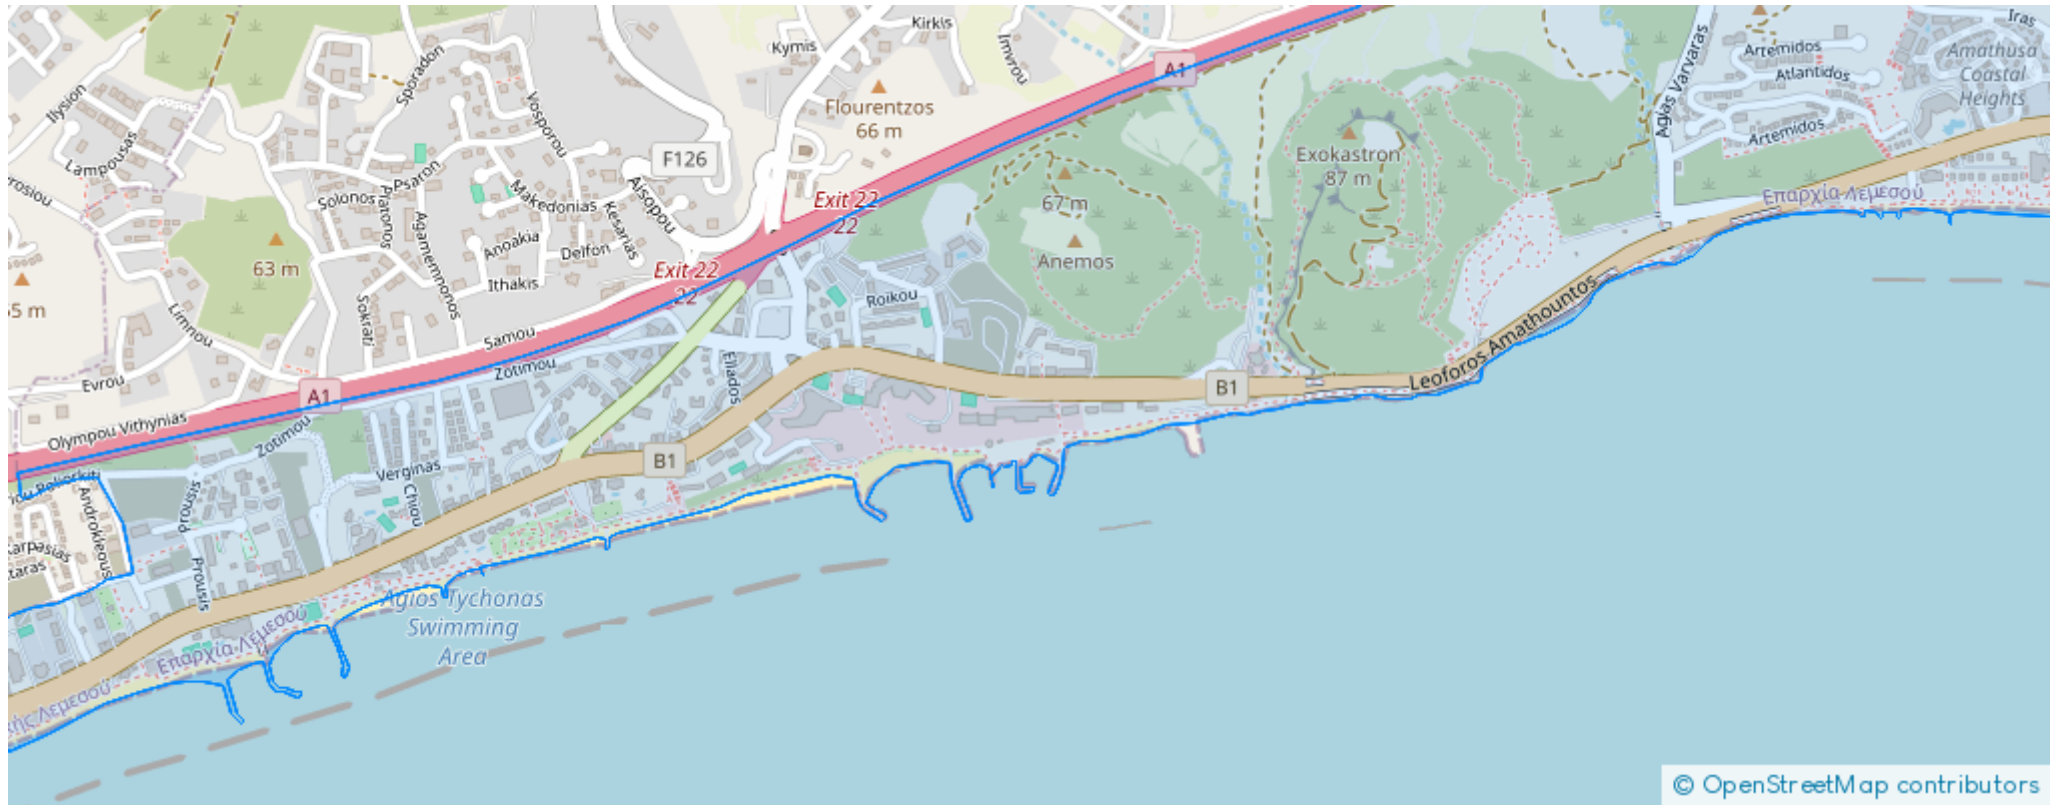 Kirkis
Iras
Kymis
Imvrou
Sporadon
Artemidos
Amathusa
Coastal
Heights
A1
Atlantidos
Agias Varvaras
Ilysion
Vosporou
Flourentzos
66 m
Artemidos
Lampousas
F126
Exokastron
87 m
Psaron
Aisopou
Makedonias
Solonos
Platonos
Exit 22
22
67 m
Επαρχία Λεμεσού
Agamemnonos
Kesarias
Anoakia
Delfon
63 m
Exit 22
22
Anemos
Ithakis
Roikou
Sokrati
Limnou
Samou
Leoforos Amathountos
Zotimou
Ellados
Evrou
A1
B1
Olympou Vithynias
Zotimou
B1
Verginas
Androkleous
Prousis
Chiou
Karpasias
Prousis
Agios Tychonas
Swimming
Area
Επαρχία Λεμεσού
Λεμεσού
© OpenStreetMap contributors